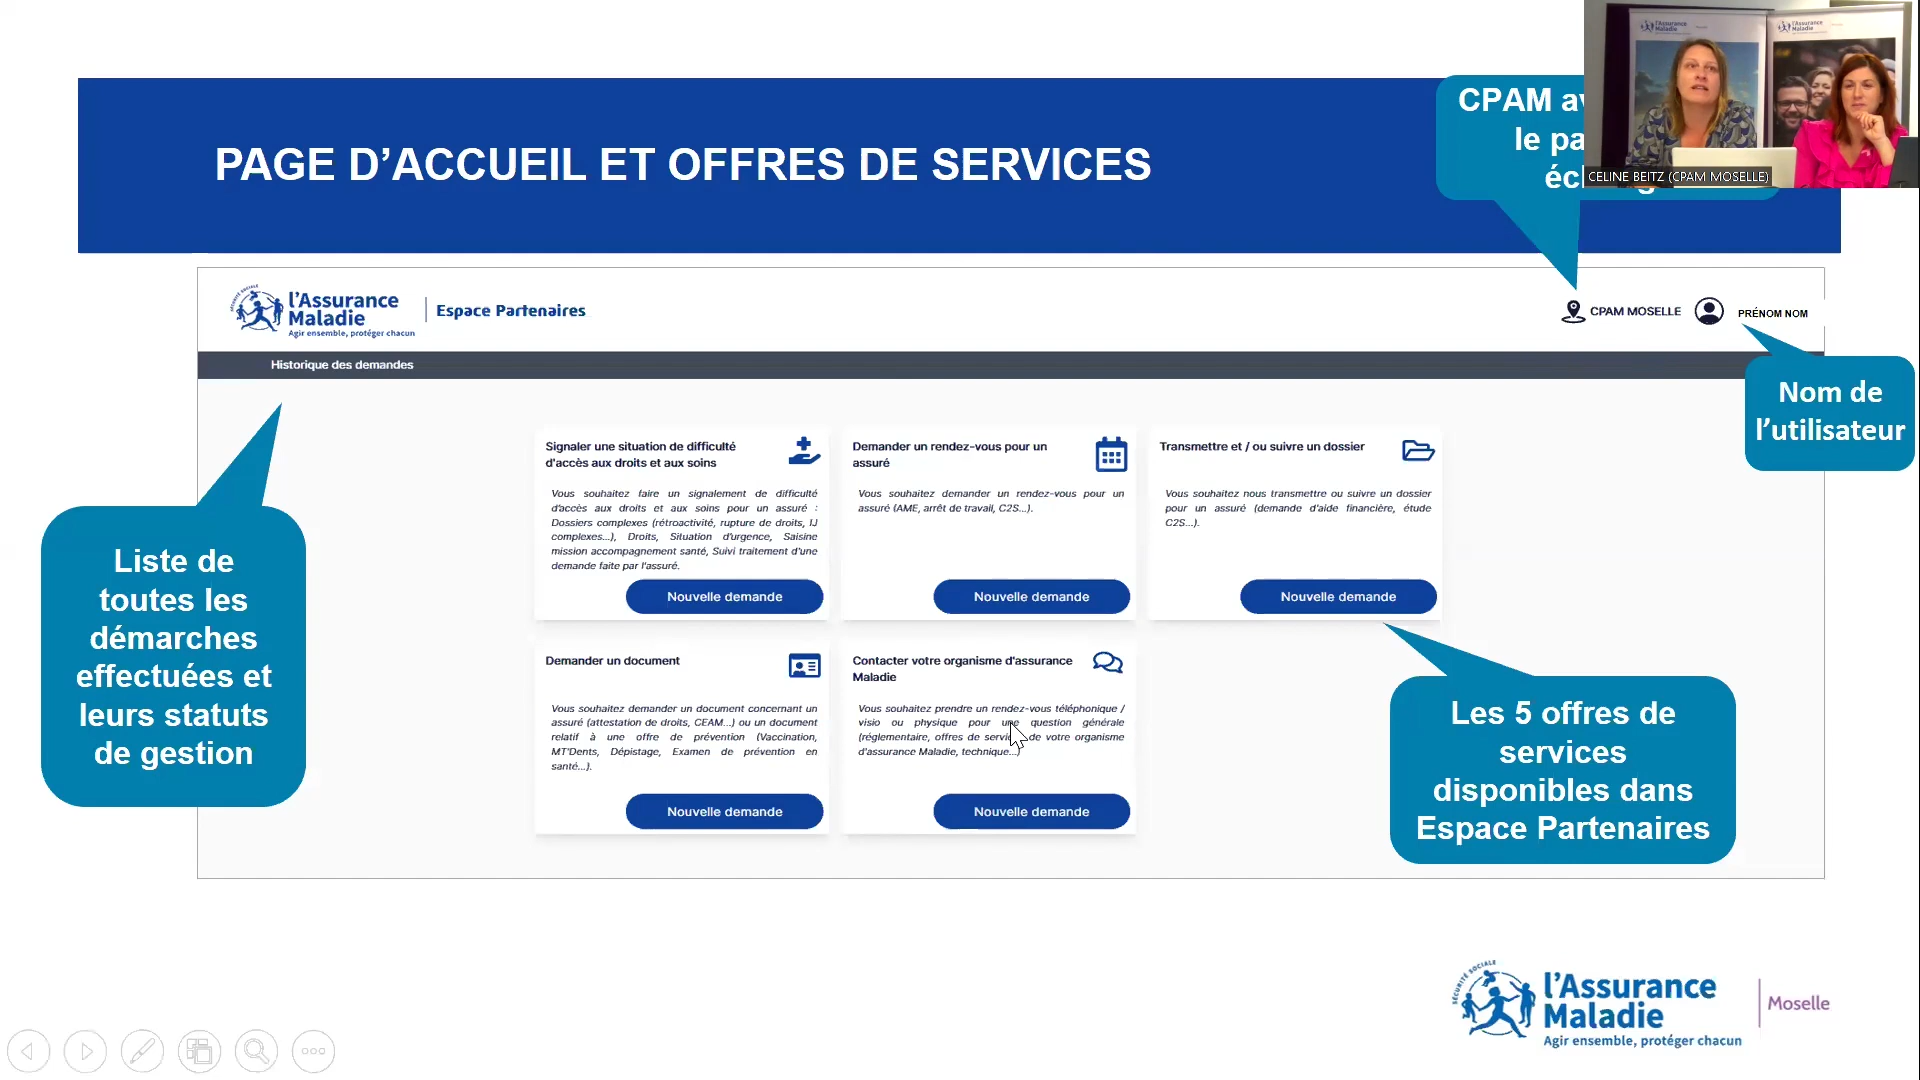 l'Assurance
Maladie
l'Assurance
Maladie
CELINE BEITZ (CPAM MOSELLE)
CPAM
PAGE D'ACCUEIL ET OFFRES DE SERVICES
le
SÉCURITÉ SOCIALE
l'Assurance
Maladie
Agir ensemble, protéger chacun
Espace Partenaires
CPAM MOSELLE
PRÉNOM NOM
Historique des demandes
Nom de
l'utilisateur
Liste de
toutes les
démarches
effectuées et
leurs statuts
de gestion
Signaler une situation de difficulté
d'accès aux droits et aux soins
Vous souhaitez faire un signalement de difficulté
d'accès aux droits et aux soins pour un assuré :
Dossiers complexes (rétroactivité, rupture de droits, IJ
complexes...), Droits, Situation d'urgence, Saisine
mission accompagnement santé, Suivi traitement d'une
demande faite par l'assuré.
Nouvelle demande
Demander un rendez-vous pour un
assuré
Vous souhaitez demander un rendez-vous pour un
assuré (AME, arrêt de travail, C2S...).
Nouvelle demande
Transmettre et / ou suivre un dossier
Vous souhaitez nous transmettre ou suivre un dossier
pour un assuré (demande d'aide financière, étude
C2S...).
Nouvelle demande
Demander un document
Vous souhaitez demander un document concernant un
assuré (attestation de droits, CEAM...) ou un document
relatif à une offre de prévention (Vaccination,
MT'Dents, Dépistage, Examen de prévention en
santé...).
Nouvelle demande
Contacter votre organisme d'assurance
Maladie
Vous souhaitez prendre un rendez-vous téléphonique /
visio ou physique pour une question générale
(réglementaire, offres de service de votre organisme
d'assurance Maladie, technique...)
Nouvelle demande
Les 5 offres de
services
disponibles dans
Espace Partenaires
SÉCURITÉ SOCIALE
l'Assurance
Maladie
Agir ensemble, protéger chacun
Moselle